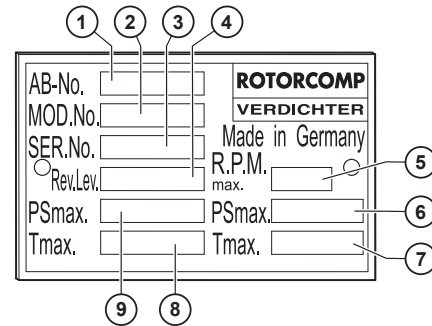 1 2 3 4
AB-No. ROTORCOMP
MOD.No. VERDICHTER
SER.No. Made in Germany
Rev.Lev. R.P.M. max. 5
PSmax. PSmax. 6
Tmax. Tmax. 7
9 8